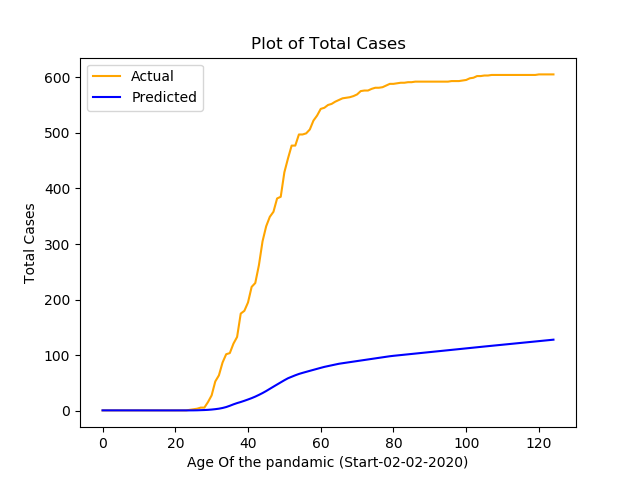 Plot of Total Cases
Actual
Predicted
600
500
400
300
200
100
0
Total Cases
0 20 40 60 80 100 120
Age Of the pandamic (Start-02-02-2020)